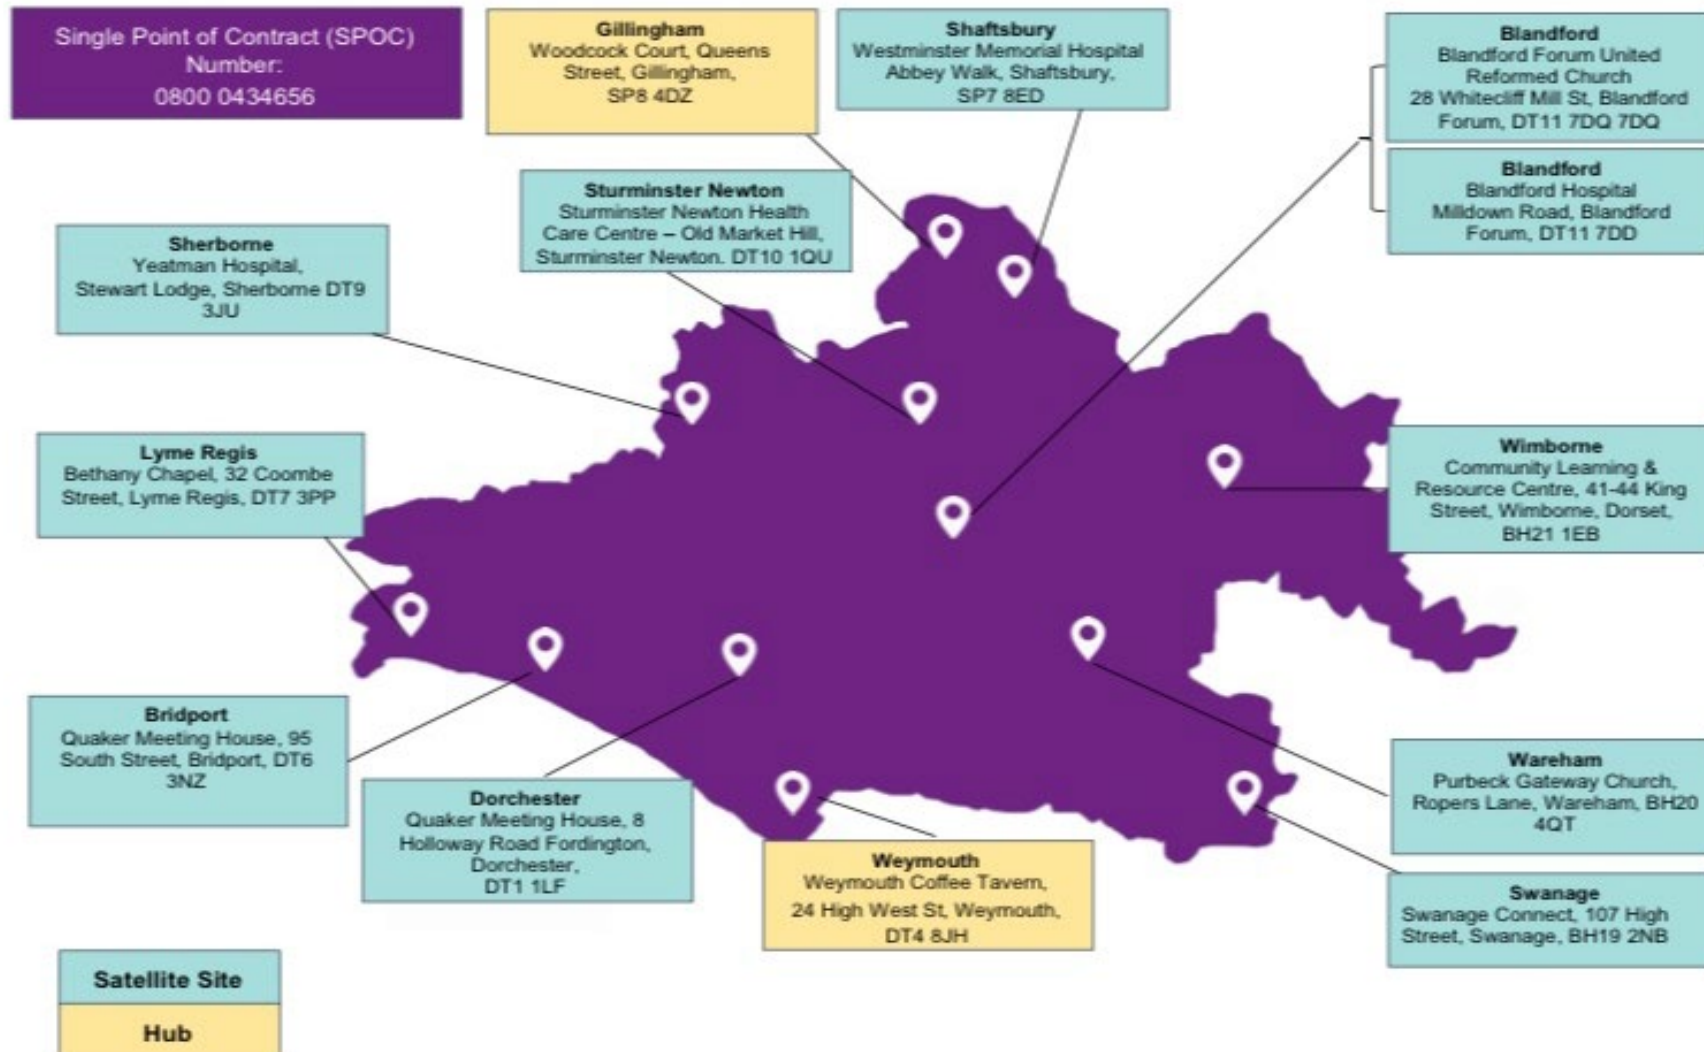 Single Point of Contract (SPOC)
Number:
0800 0434656
Gillingham
Woodcock Court, Queens
Street, Gillingham,
SP8 4DZ
Shaftsbury
Westminster Memorial Hospital
Abbey Walk, Shaftsbury.
SP7 8ED
Blandford
Blandford Forum United
Reformed Church
28 Whitecliff Mill St, Blandford
Forum, DT11 7DQ 7DQ
Blandford
Blandford Hospital
Milldown Road, Blandford
Forum, DT11 7DD
Sturminster Newton
Sturminster Newton Health
Care Centre – Old Market Hill,
Sturminster Newton. DT10 1QU
Sherborne
Yeatman Hospital,
Stewart Lodge, Sherborne DT9
3JU
Lyme Regis
Bethany Chapel, 32 Coombe
Street, Lyme Regis, DT7 3PP
Wimborne
Community Learning &
Resource Centre, 41-44 King
Street, Wimborne, Dorset,
BH21 1EB
Bridport
Quaker Meeting House, 95
South Street, Bridport, DT6
3NZ
Dorchester
Quaker Meeting House, 8
Holloway Road Fordington,
Dorchester,
DT1 1LF
Weymouth
Weymouth Coffee Tavern,
24 High West St, Weymouth,
DT4 8JH
Wareham
Purbeck Gateway Church,
Ropers Lane, Wareham, BH20
4QT
Swanage
Swanage Connect, 107 High
Street, Swanage, BH19 2NB
Satellite Site
Hub